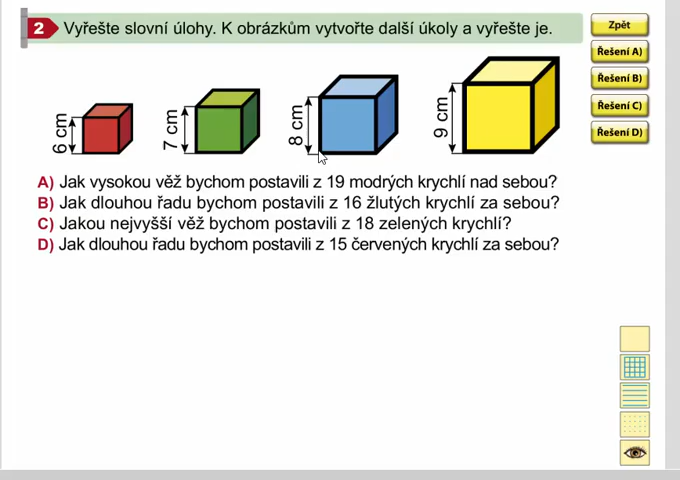 2 Vyřešte slovní úlohy. K obrázkům vytvořte další úkoly a vyřešte je.
Zpět
Řešení A)
Řešení B)
Řešení C)
Řešení D)
6 cm
7 cm
8 cm
9 cm
A) Jak vysokou věž bychom postavili z 19 modrých krychlí nad sebou?
B) Jak dlouhou řadu bychom postavili z 16 žlutých krychlí za sebou?
C) Jakou nejvyšší věž bychom postavili z 18 zelených krychlí?
D) Jak dlouhou řadu bychom postavili z 15 červených krychlí za sebou?